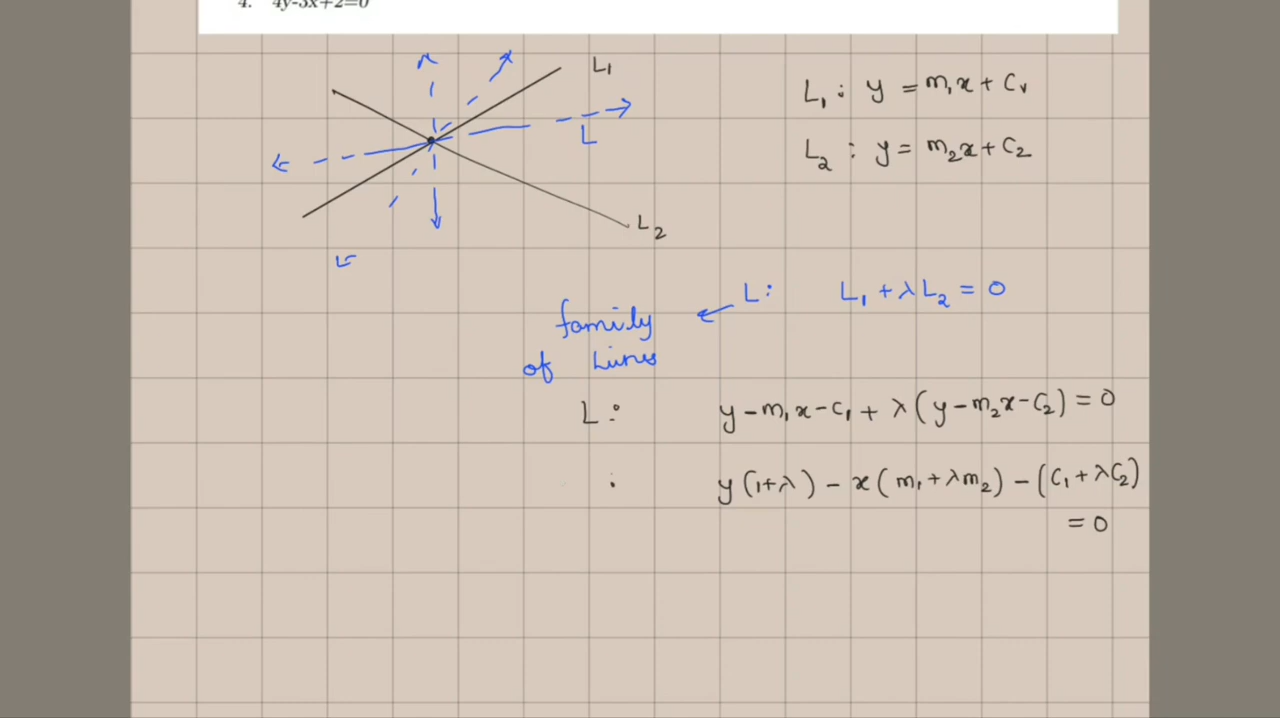 4. 4y-3x+2=0
L₁
L₁ : y = m₁x + C₁
L
L₂ : y = m₂x + C₂
L₂
L : L₁ + λL₂ = 0
family
of Lines
L : y - m₁x - c₁ + λ(y - m₂x - C₂) = 0
: y(1+λ) - x(m₁ + λm₂) - (C₁ + λC₂)
= 0